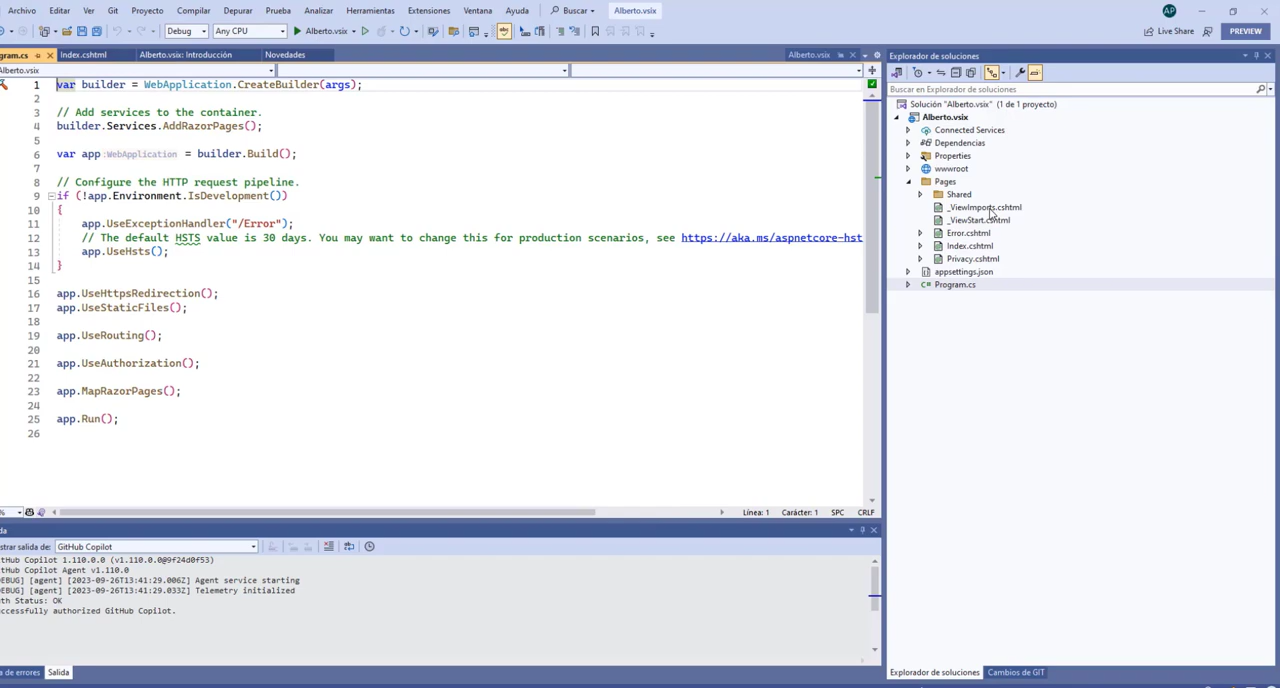 Archivo Editar Ver Git Proyecto Compilar Depurar Prueba Analizar Herramientas Extensiones Ventana Ayuda Buscar Alberto.vsix AP
Debug Any CPU Alberto.vsix Live Share PREVIEW
gram.cs Index.cshtml Alberto.vsix: Introducción Novedades Alberto.vsix
Alberto.vsix
1 var builder = WebApplication.CreateBuilder(args);
2
3 // Add services to the container.
4 builder.Services.AddRazorPages();
5
6 var app :WebApplication = builder.Build();
7
8 // Configure the HTTP request pipeline.
9 if (!app.Environment.IsDevelopment())
10 {
11 app.UseExceptionHandler("/Error");
12 // The default HSTS value is 30 days. You may want to change this for production scenarios, see https://aka.ms/aspnetcore-hst
13 app.UseHsts();
14 }
15
16 app.UseHttpsRedirection();
17 app.UseStaticFiles();
18
19 app.UseRouting();
20
21 app.UseAuthorization();
22
23 app.MapRazorPages();
24
25 app.Run();
26
% Línea: 1 Carácter: 1 SPC CRLF
da
strar salida de: GitHub Copilot
tHub Copilot 1.110.0.0 (v1.110.0.0@9f24d0f53)
tHub Copilot Agent v1.110.0
EBUG] [agent] [2023-09-26T13:41:29.006Z] Agent service starting
EBUG] [agent] [2023-09-26T13:41:29.033Z] Telemetry initialized
uth Status: OK
ccessfully authorized GitHub Copilot.
a de errores Salida
Explorador de soluciones
Buscar en Explorador de soluciones
Solución "Alberto.vsix" (1 de 1 proyecto)
Alberto.vsix
Connected Services
Dependencias
Properties
wwwroot
Pages
Shared
_ViewImports.cshtml
_ViewStart.cshtml
Error.cshtml
Index.cshtml
Privacy.cshtml
appsettings.json
C# Program.cs
Explorador de soluciones Cambios de GIT